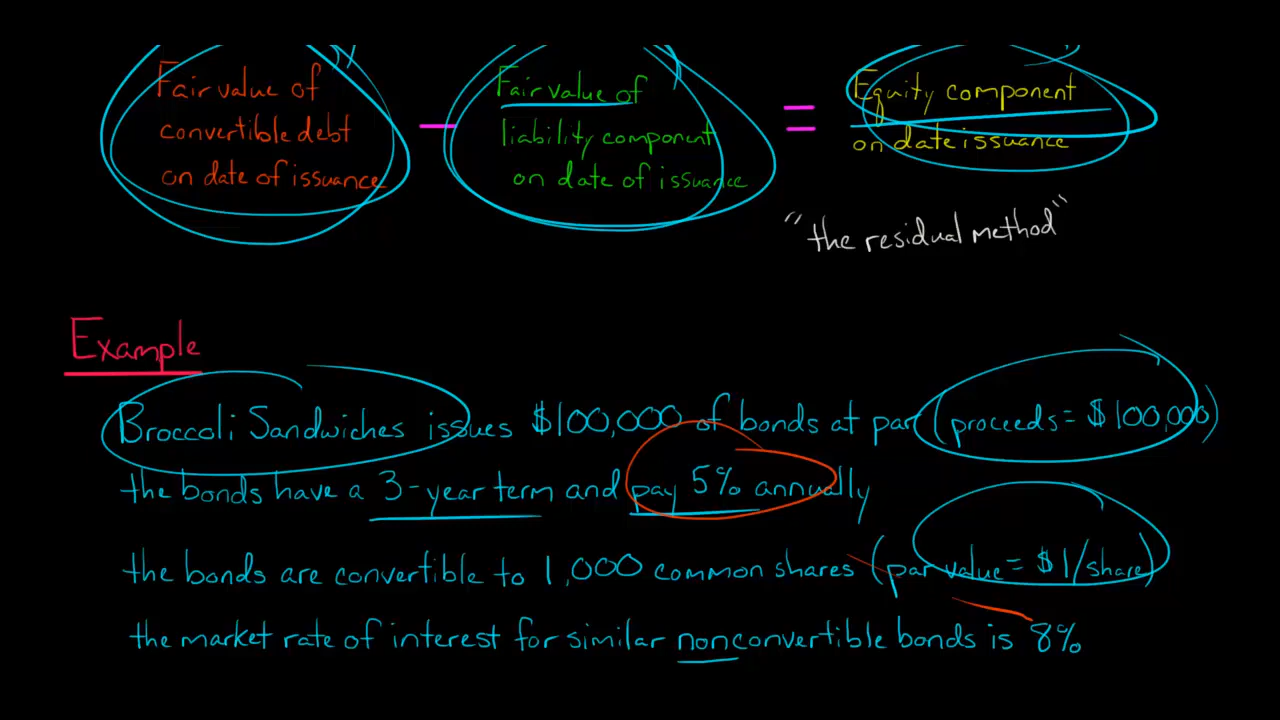 Fair value of
convertible debt
on date of issuance
-
Fair value of
liability component
on date of issuance
=
Equity component
on date issuance
"the residual method"
Example
Broccoli Sandwiches issues $100,000 of bonds at par (proceeds = $100,000)
the bonds have a 3-year term and pay 5% annually
the bonds are convertible to 1,000 common shares (par value = $1/share)
the market rate of interest for similar nonconvertible bonds is 8%